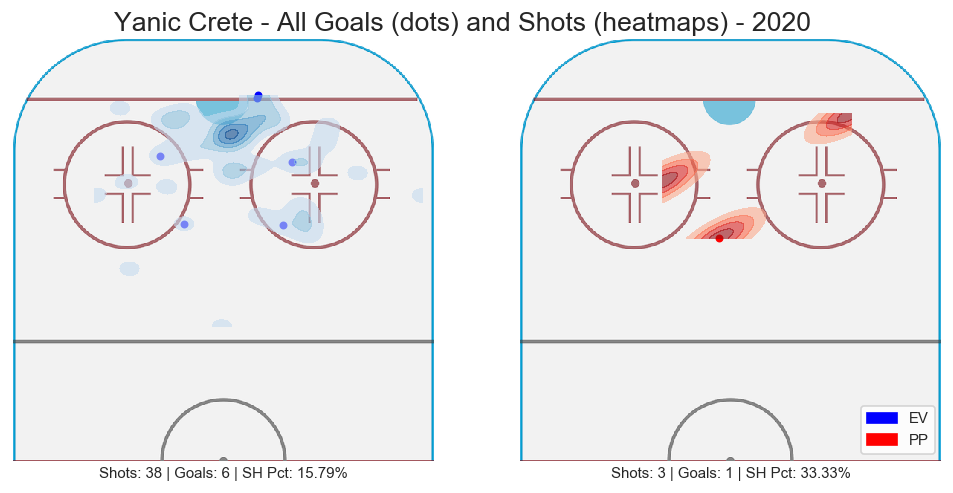 Yanic Crete - All Goals (dots) and Shots (heatmaps) - 2020
EV
PP
Shots: 38 | Goals: 6 | SH Pct: 15.79%
Shots: 3 | Goals: 1 | SH Pct: 33.33%